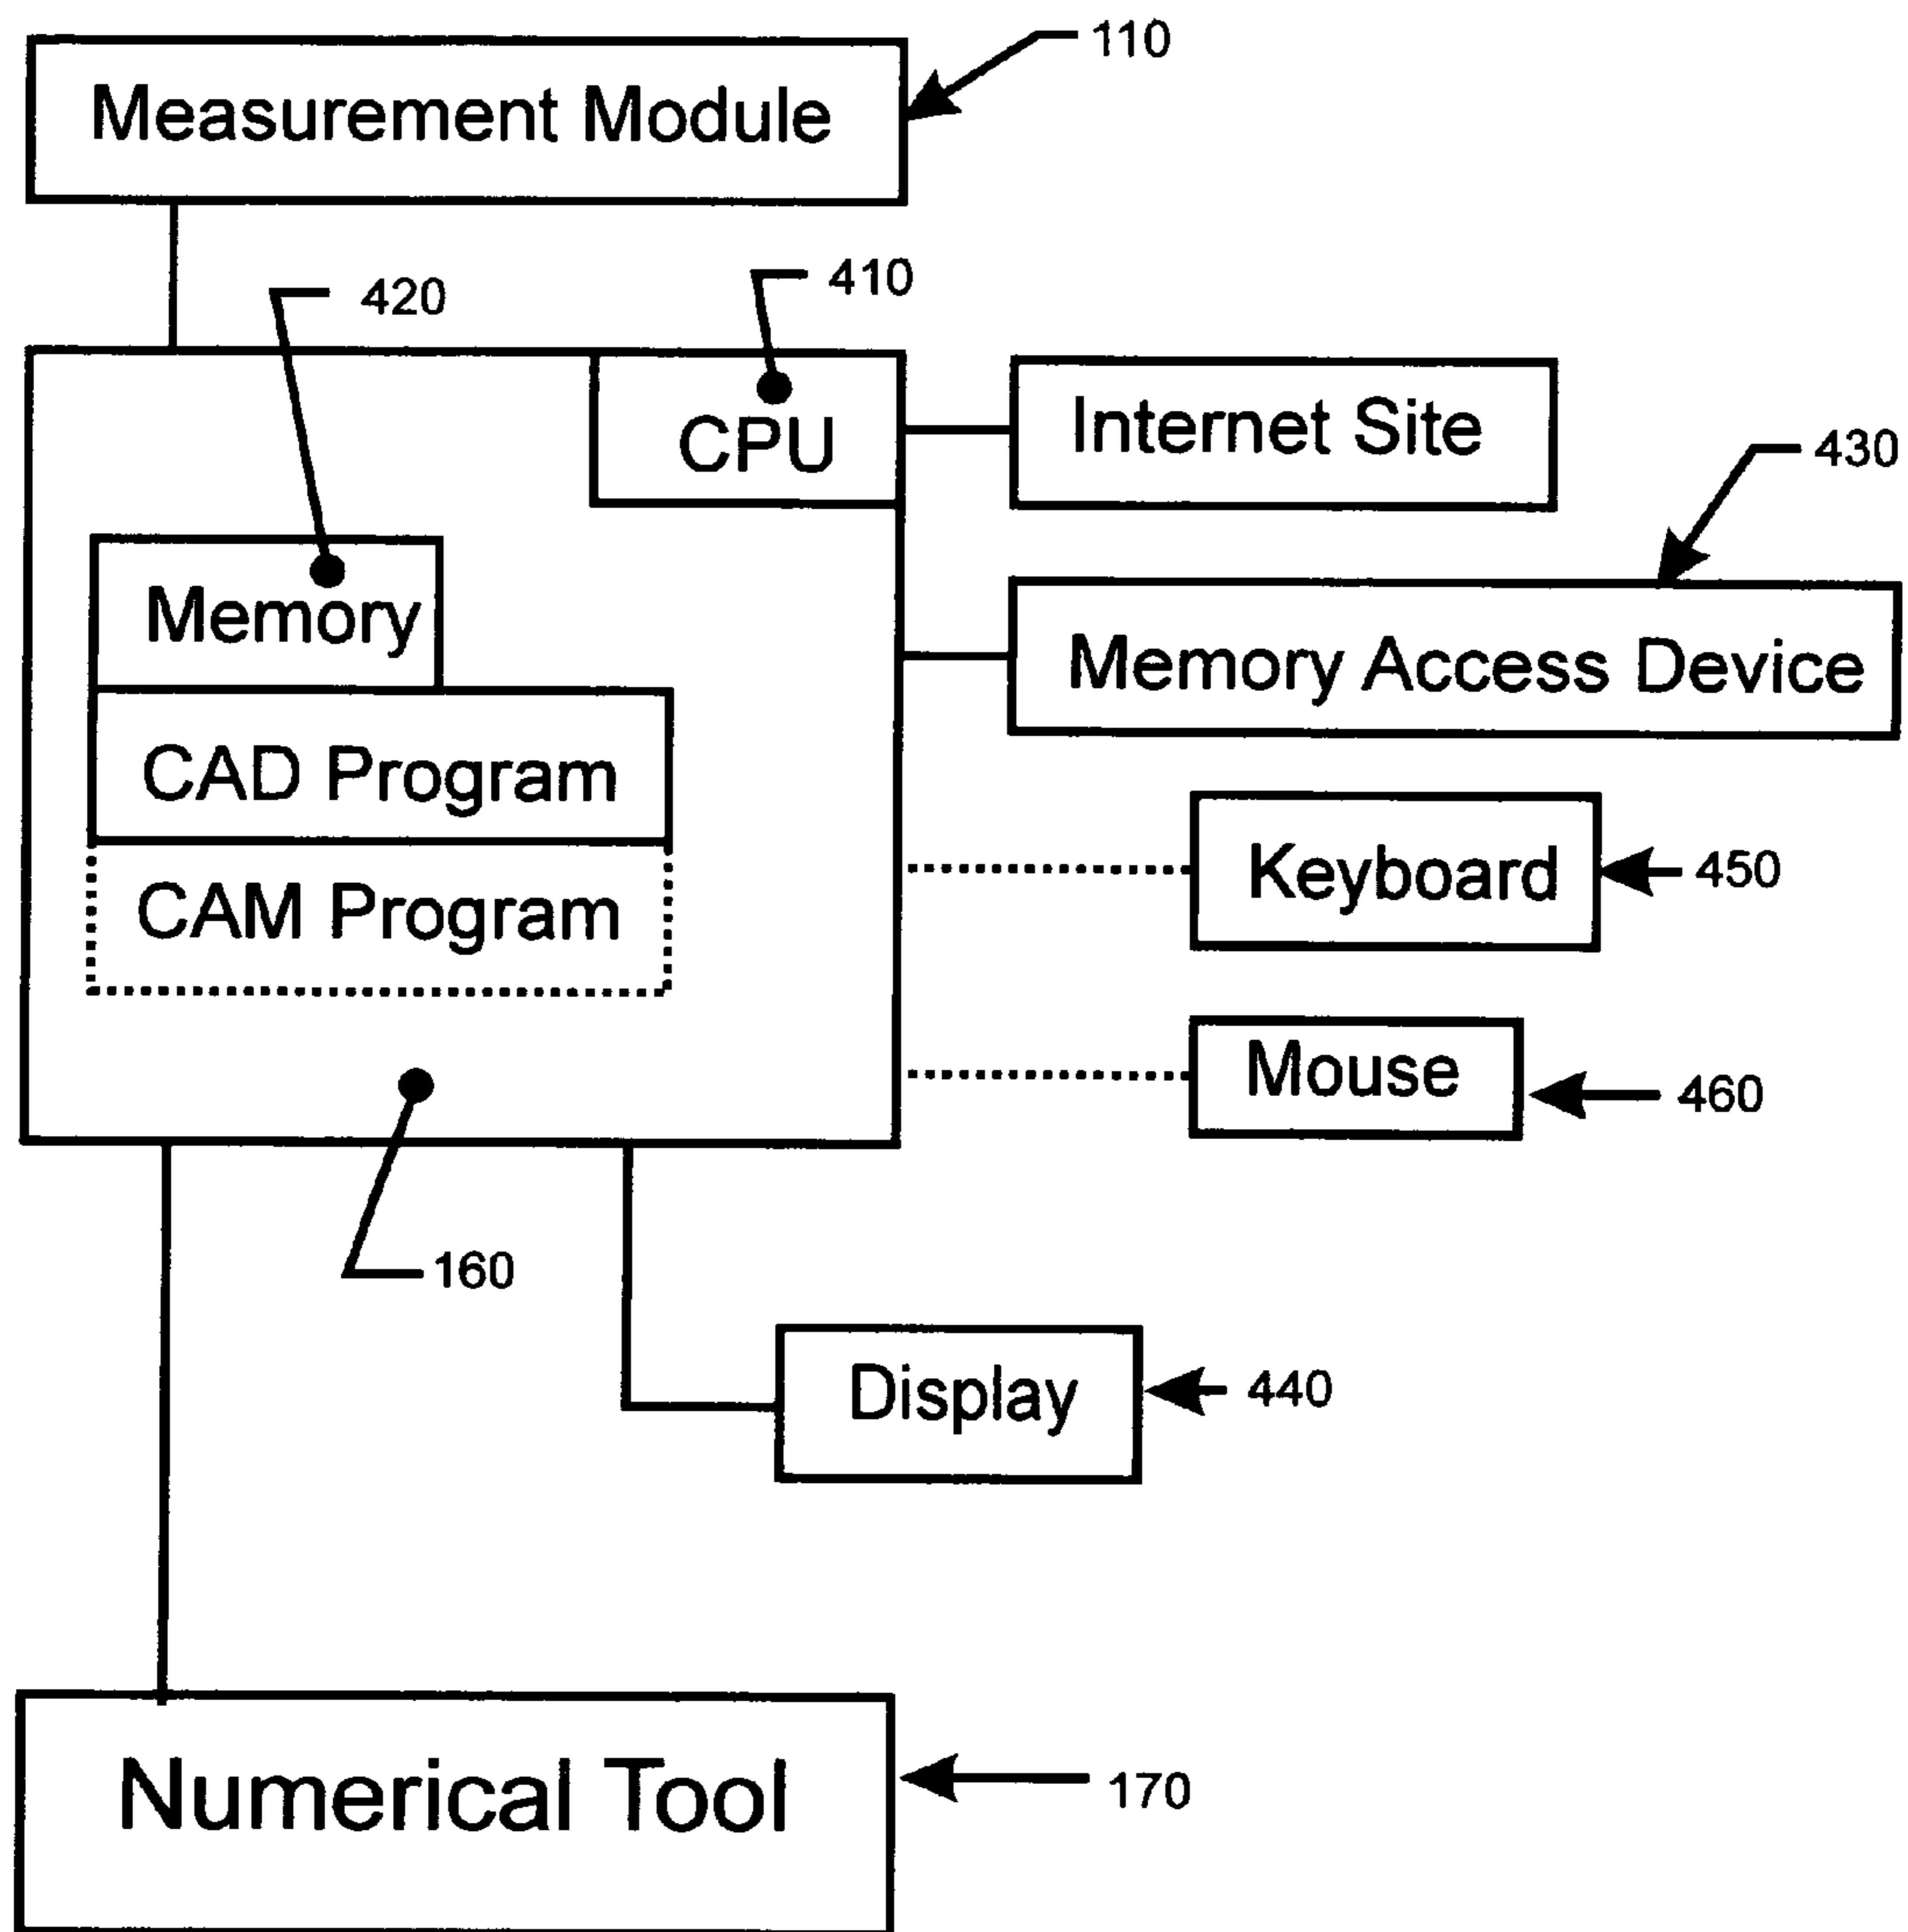 110
Measurement Module
420
410
CPU
Internet Site
430
Memory
Memory Access Device
CAD Program
Keyboard
450
CAM Program
Mouse
460
160
Display
440
Numerical Tool
170